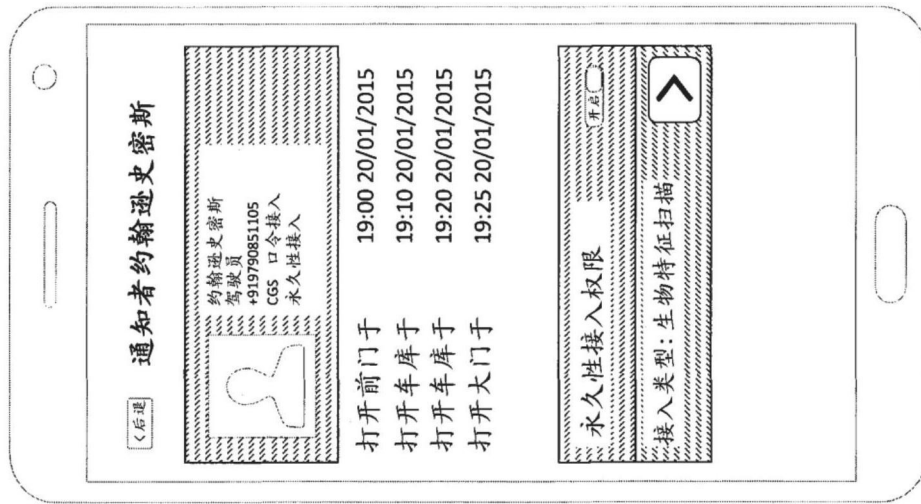 <后退
通知者约翰逊史密斯
约翰逊史密斯
驾驶员
+919790851105
CGS 口令接入
永久性接入
打开前门于 19:00 20/01/2015
打开车库于 19:10 20/01/2015
打开车库于 19:20 20/01/2015
打开大门于 19:25 20/01/2015
永久性接入权限 开启
接入类型:生物特征扫描